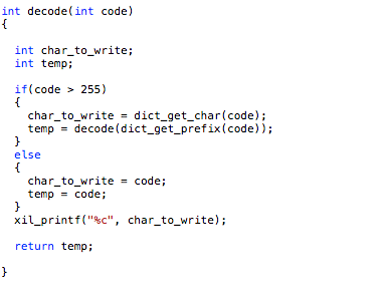 int decode(int code)
{
int char_to_write;
int temp;
if(code > 255)
{
char_to_write = dict_get_char(code);
temp = decode(dict_get_prefix(code));
}
else
{
char_to_write = code;
temp = code;
}
xil_printf("%c", char_to_write);
return temp;
}